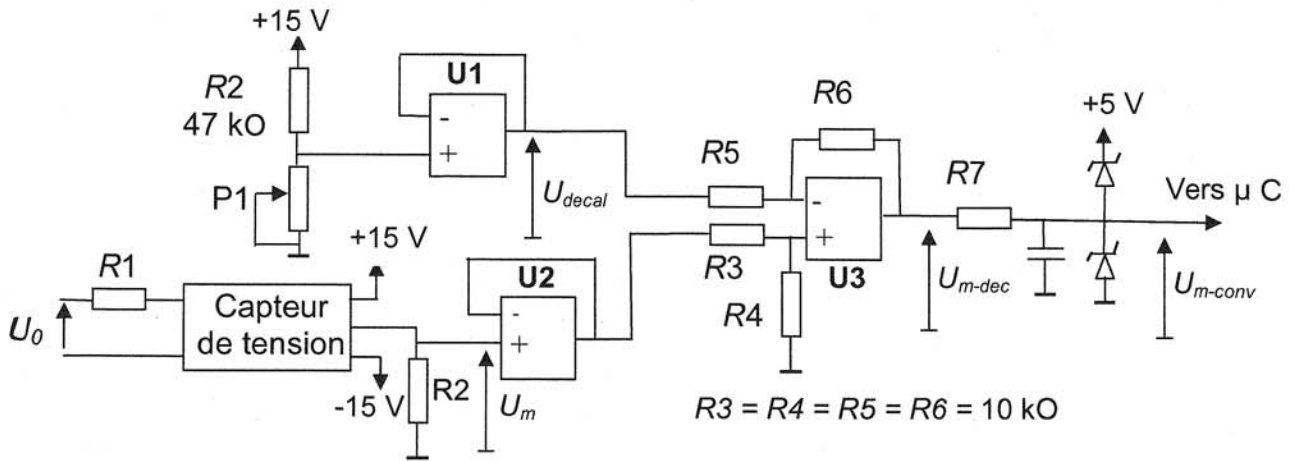 +15 V
R2
47 kO
P1
U1
-
+
U_decal
R6
R5
R3
-
+
U3
R4
R7
+5 V
Vers µ C
U_m-dec
U_m-conv
+15 V
R1
U_0
Capteur
de tension
-15 V
R2
U2
-
+
U_m
R3 = R4 = R5 = R6 = 10 kO